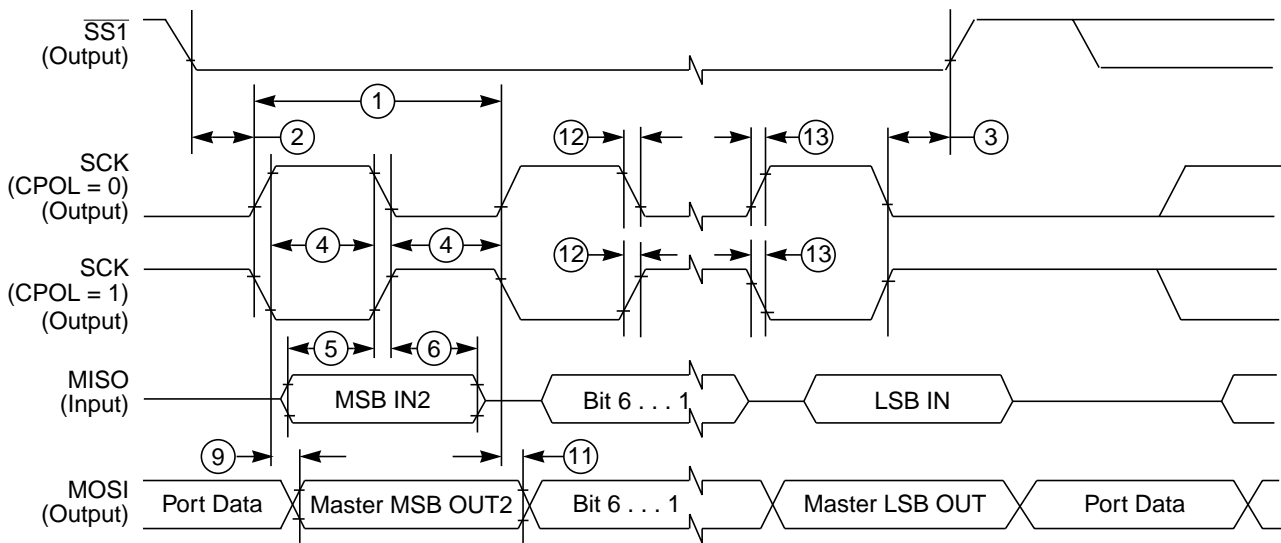 SS1
(Output)
1
2
12
13
3
SCK
(CPOL = 0)
(Output)
4
4
12
13
SCK
(CPOL = 1)
(Output)
5
6
MISO
(Input)
MSB IN2
Bit 6 . . . 1
LSB IN
9
11
MOSI
(Output)
Port Data
Master MSB OUT2
Bit 6 . . . 1
Master LSB OUT
Port Data